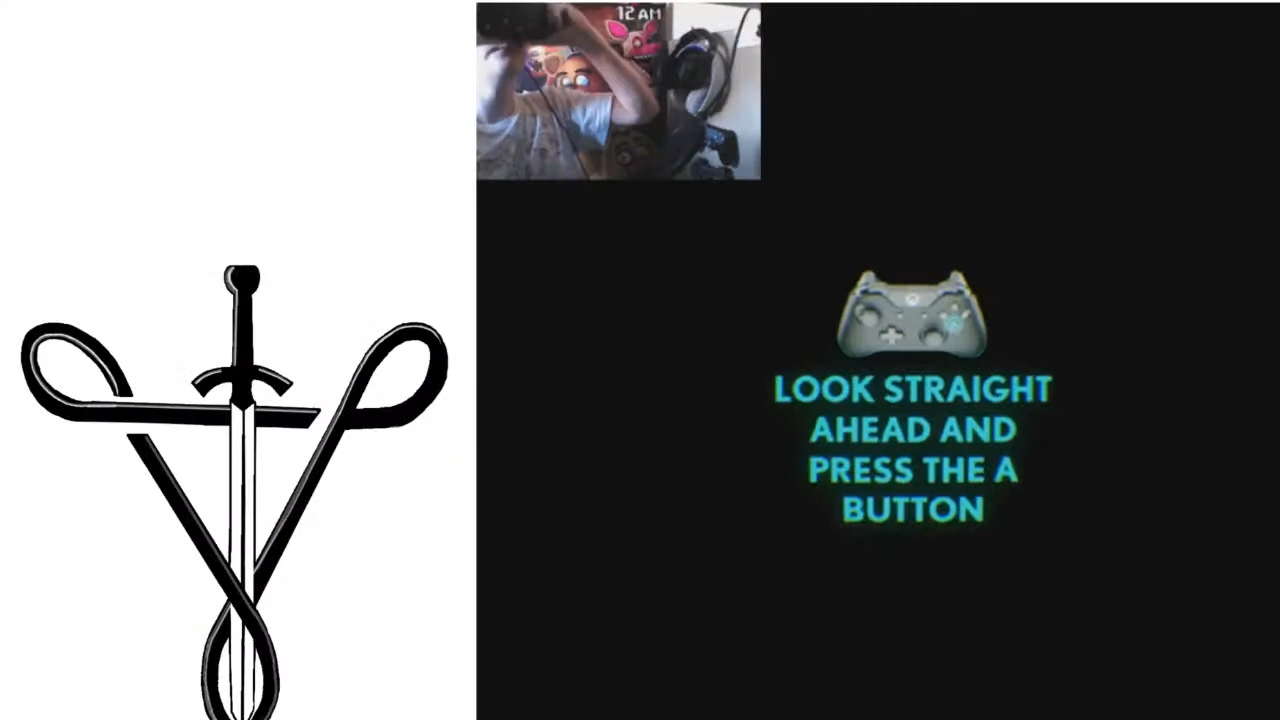 12 AM
LOOK STRAIGHT
AHEAD AND
PRESS THE A
BUTTON